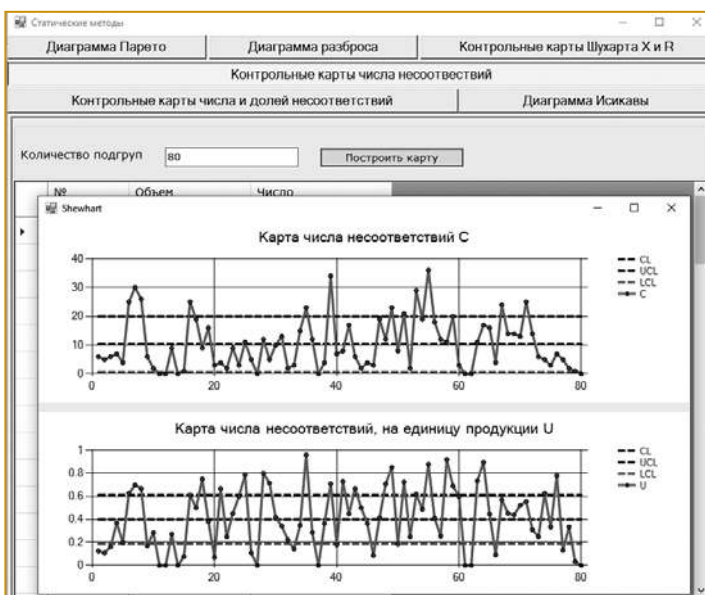 Статические методы
Диаграмма Парето Диаграмма разброса Контрольные карты Шухарта X и R
Контрольные карты числа несоотвествий
Контрольные карты числа и долей несоответствий Диаграмма Исикавы
Количество подгруп 80 Построить карту
№ Объем Число
Shewhart
Карта числа несоответствий C
40
30
20
10
0
0 20 40 60 80
CL
UCL
LCL
C
Карта числа несоответствий, на единицу продукции U
1
0.8
0.6
0.4
0.2
0
0 20 40 60 80
CL
UCL
LCL
U